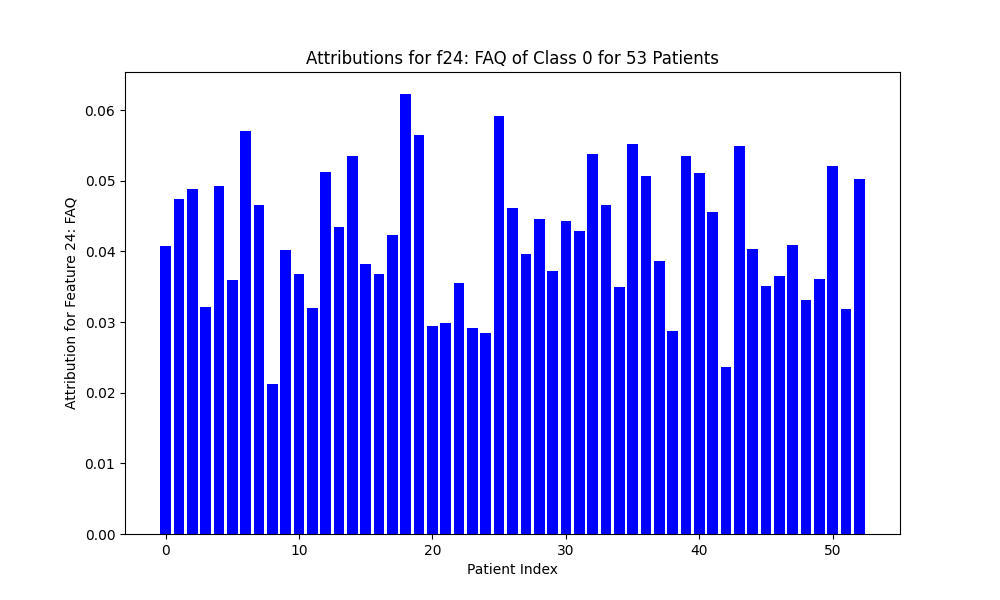 Attributions for f24: FAQ of Class 0 for 53 Patients
Attribution for Feature 24: FAQ
0.06
0.05
0.04
0.03
0.02
0.01
0.00
0 10 20 30 40 50
Patient Index